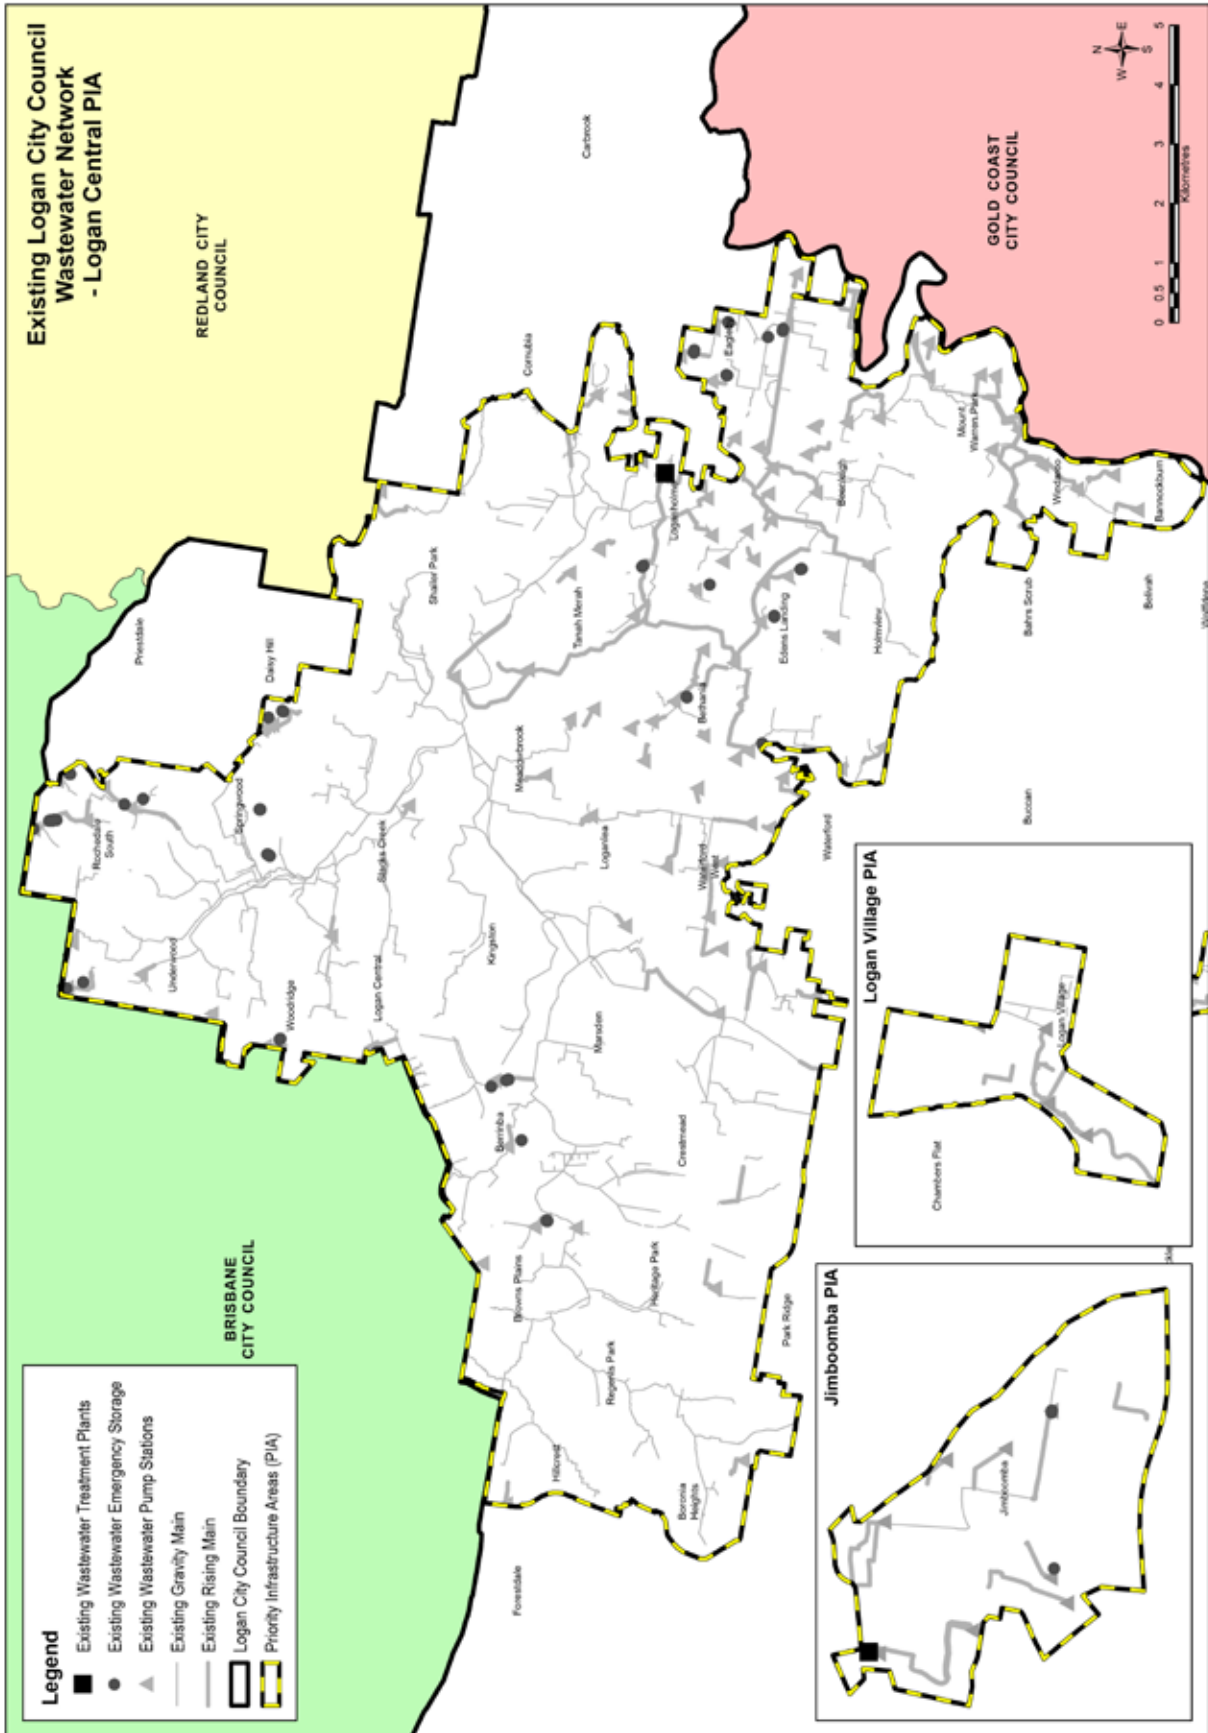 Existing Logan City Council
Wastewater Network
- Logan Central PIA
REDLAND CITY
COUNCIL
BRISBANE
CITY COUNCIL
GOLD COAST
CITY COUNCIL
N
W
E
S
0
0.5
1
2
3
4
5
Kilometres
Legend
Existing Wastewater Treatment Plants
Existing Wastewater Emergency Storage
Existing Wastewater Pump Stations
Existing Gravity Main
Existing Rising Main
Logan City Council Boundary
Priority Infrastructure Areas (PIA)
Priestdale
Rochedale
South
Daisy Hill
Springwood
Underwood
Woodridge
Slacks Creek
Logan Central
Shailer Park
Cornubia
Carbrook
Kingston
Meadowbrook
Tanah Merah
Loganholme
Loganlea
Berrinba
Marsden
Browns Plains
Crestmead
Heritage Park
Regents Park
Hillcrest
Forestdale
Boronia
Heights
Park Ridge
Waterford
West
Waterford
Bethania
Edens Landing
Holmview
Beenleigh
Eagleby
Mount
Warren Park
Windaroo
Bannockburn
Bahrs Scrub
Belivah
Buccan
Logan Village PIA
Chambers Flat
Logan Village
Jimboomba PIA
Jimboomba